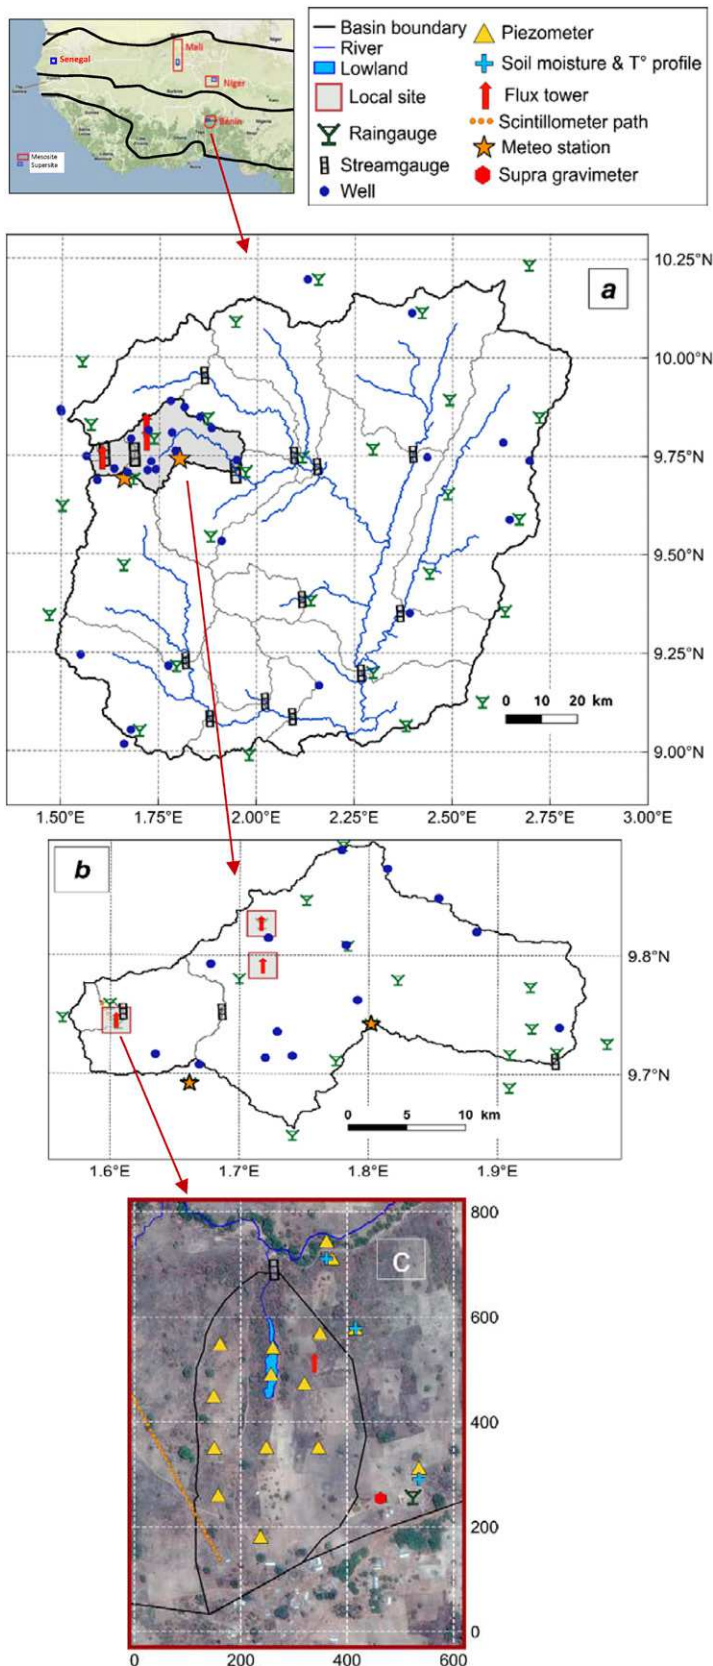 Mali
Senegal
Niger
Benin
Mesosite
Supersite
Basin boundary
River
Lowland
Local site
Raingauge
Streamgauge
Well
Piezometer
Soil moisture & T° profile
Flux tower
Scintillometer path
Meteo station
Supra gravimeter
a
10.25°N
10.00°N
9.75°N
9.50°N
9.25°N
9.00°N
0 10 20 km
1.50°E 1.75°E 2.00°E 2.25°E 2.50°E 2.75°E 3.00°E
b
9.8°N
9.7°N
0 5 10 km
1.6°E 1.7°E 1.8°E 1.9°E
C
800
600
400
200
0
0 200 400 600